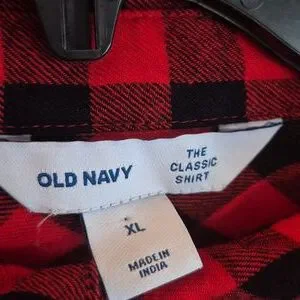 OLD NAVY
THE
CLASSIC
SHIRT
XL
MADE IN
INDIA